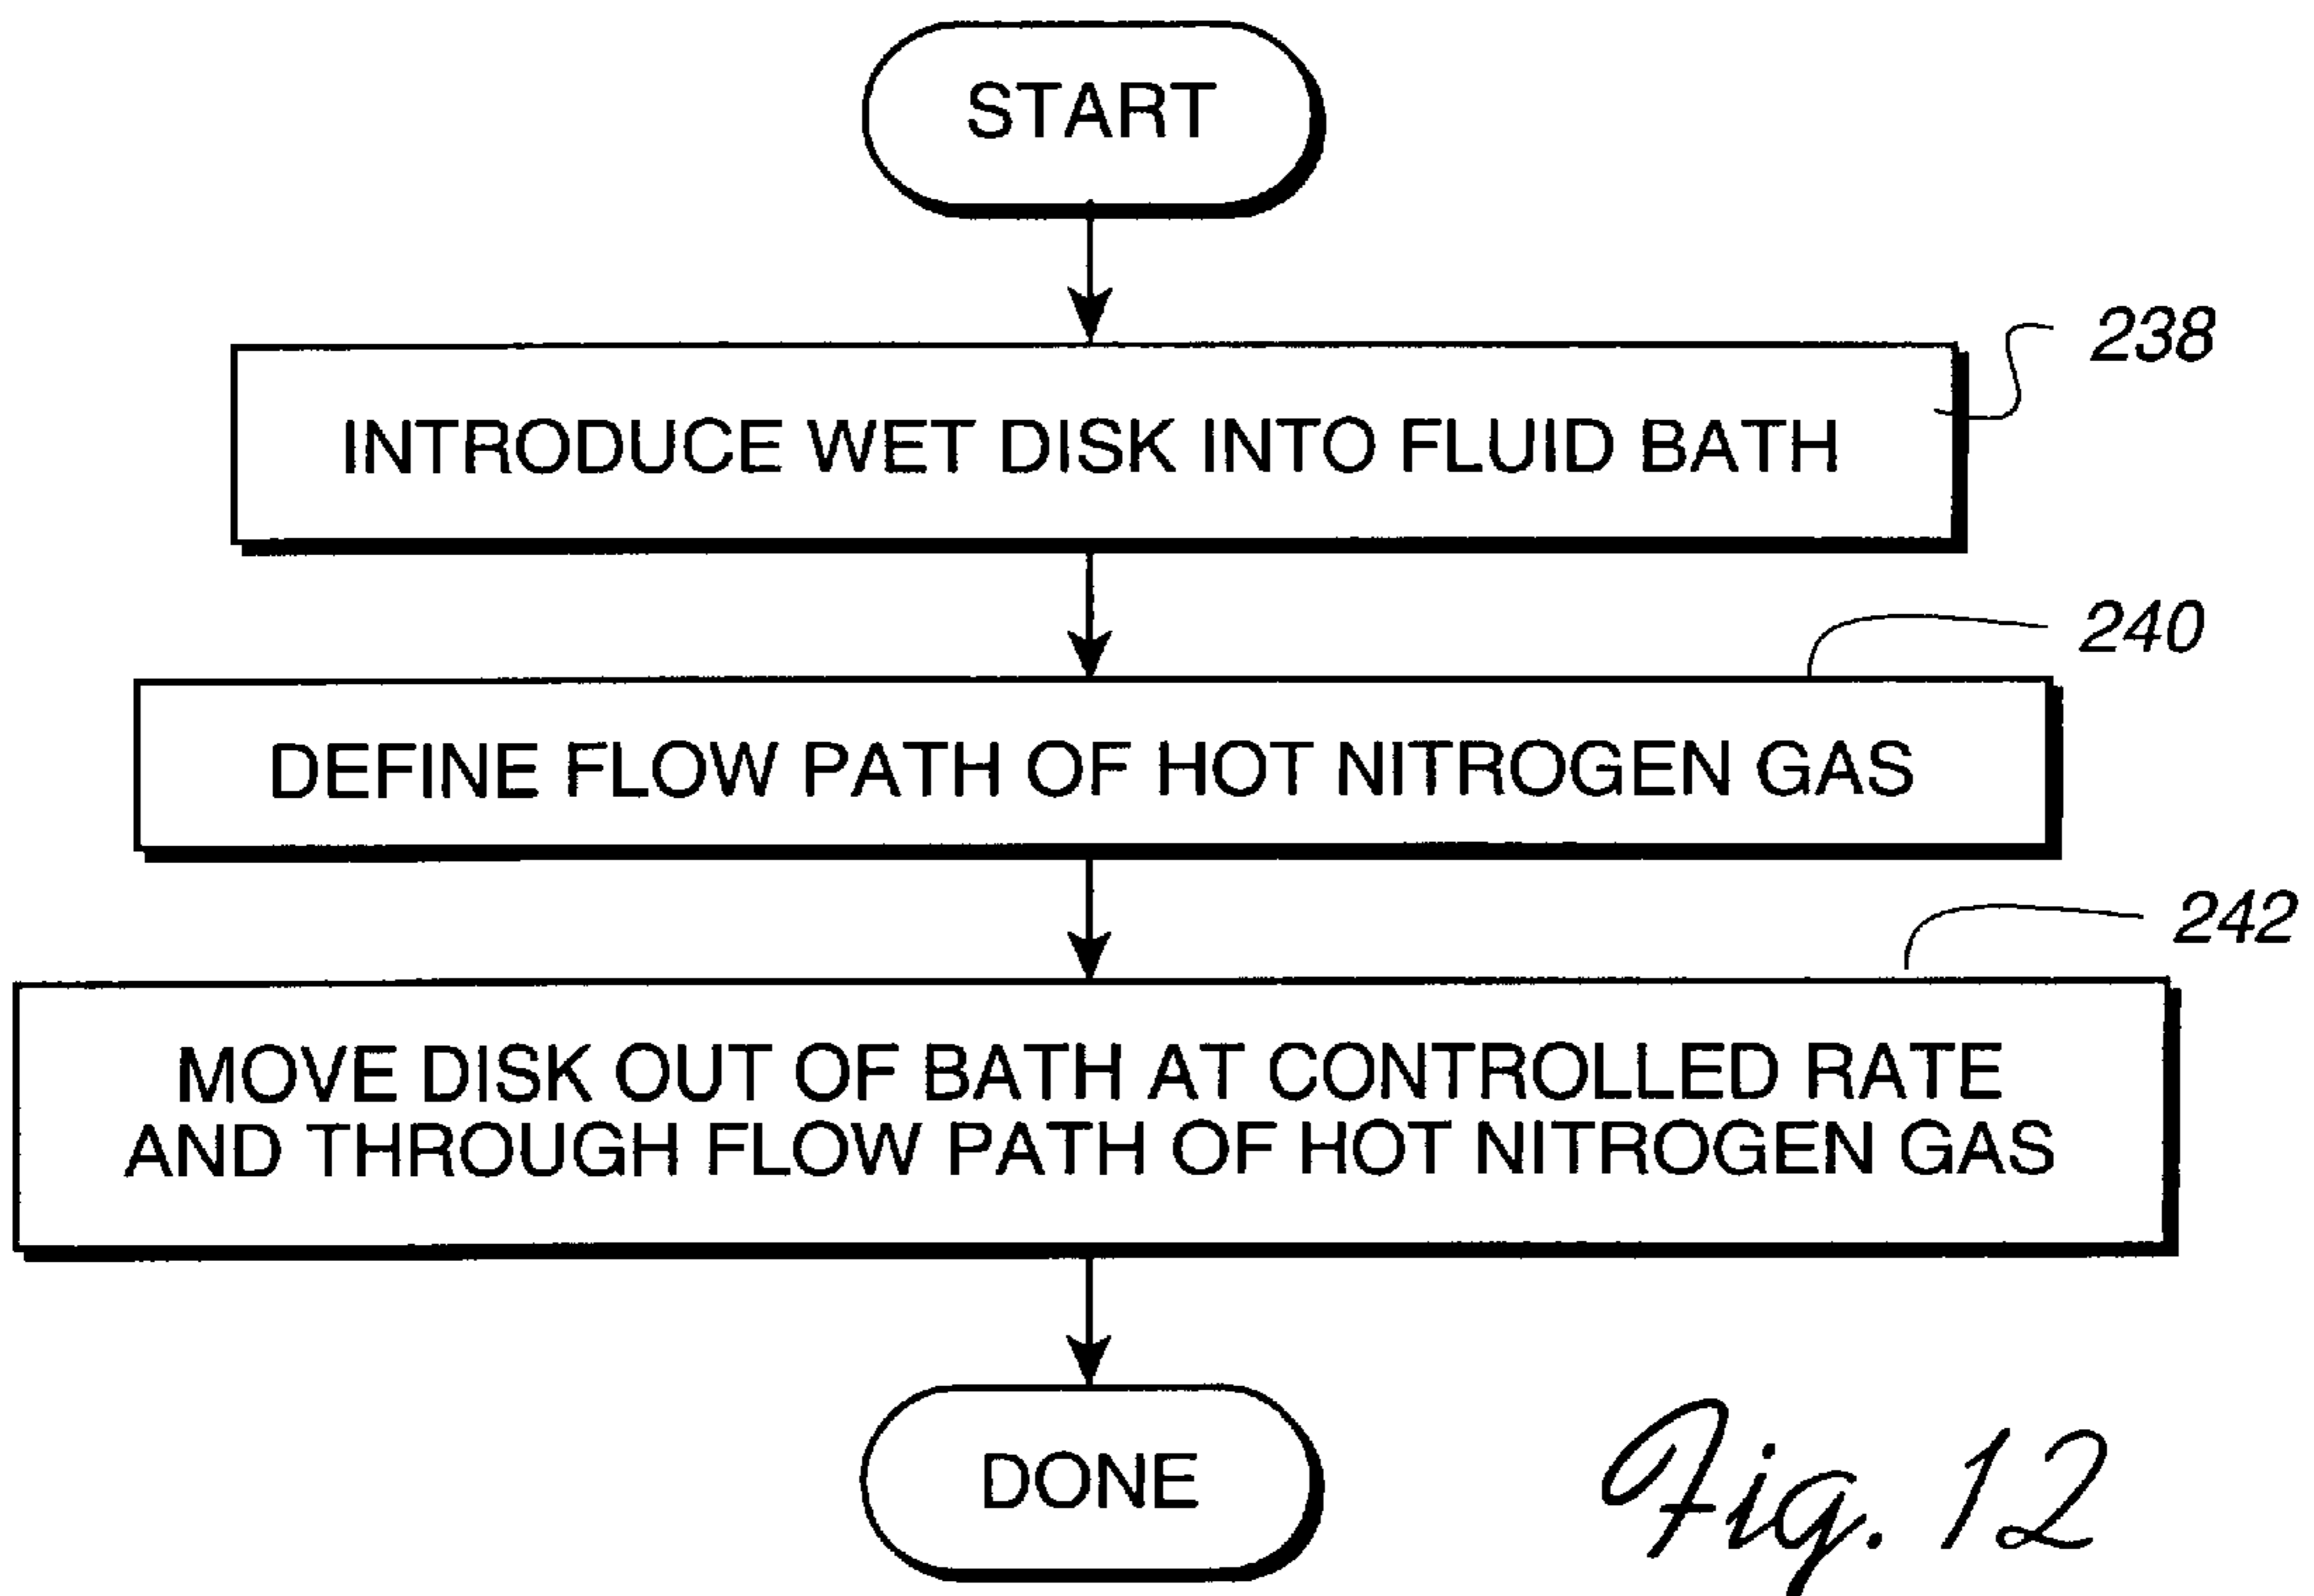 START
238
INTRODUCE WET DISK INTO FLUID BATH
240
DEFINE FLOW PATH OF HOT NITROGEN GAS
242
MOVE DISK OUT OF BATH AT CONTROLLED RATE
AND THROUGH FLOW PATH OF HOT NITROGEN GAS
DONE
Fig. 12